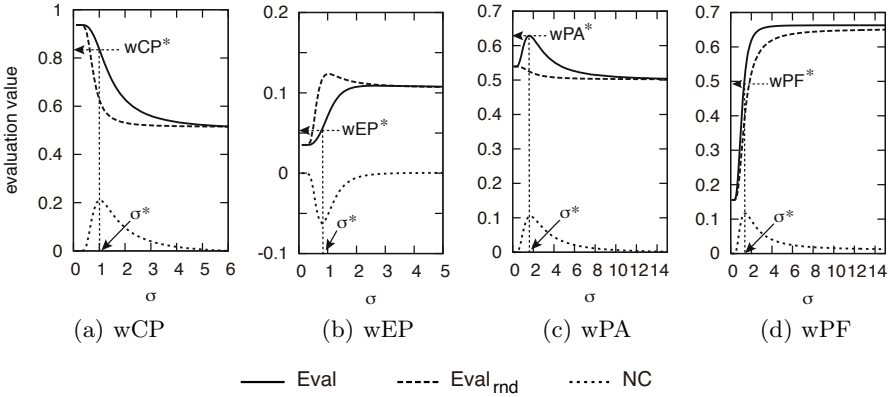 evaluation value
1
0.8
0.6
0.4
0.2
0
wCP*
σ*
0 1 2 3 4 5 6
σ
(a) wCP
0.2
0.1
0
-0.1
wEP*
σ*
0 1 2 3 4 5
σ
(b) wEP
0.7
0.6
0.5
0.4
0.3
0.2
0.1
0
wPA*
σ*
0 2 4 6 8 10 12 14
σ
(c) wPA
0.7
0.6
0.5
0.4
0.3
0.2
0.1
0
wPF*
σ*
0 2 4 6 8 10 12 14
σ
(d) wPF
Eval Eval rnd NC